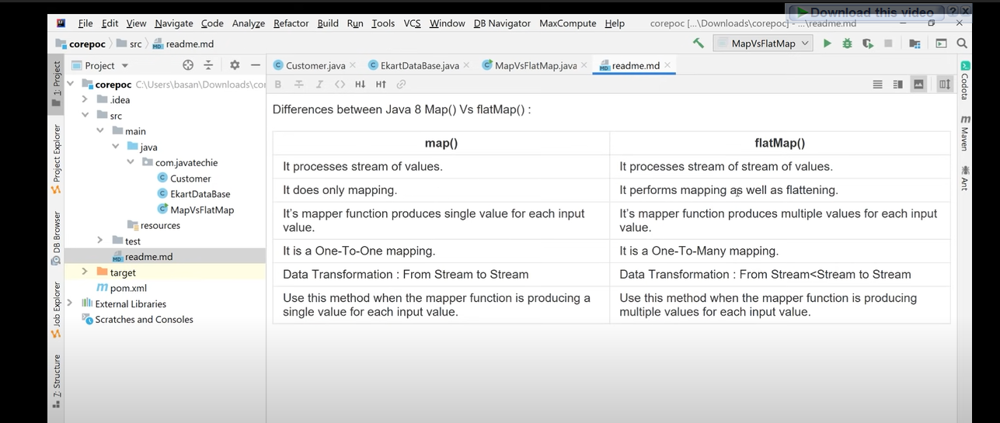 Download this video ? X
File Edit View Navigate Code Analyze Refactor Build Run Tools VCS Window DB Navigator MaxCompute Help corepoc [...\Downloads\corepoc] - ...\readme.md
corepoc src readme.md MapVsFlatMap
1: Project
Project Explorer
DB Browser
Job Explorer
7: Structure
Project
corepoc C:\Users\basan\Downloads\cor
.idea
src
main
java
com.javatechie
Customer
EkartDataBase
MapVsFlatMap
resources
test
readme.md
target
pom.xml
External Libraries
Scratches and Consoles
Customer.java EkartDataBase.java MapVsFlatMap.java readme.md
B I <> H↓ H↑
Differences between Java 8 Map() Vs flatMap() :
map() flatMap()
It processes stream of values. It processes stream of stream of values.
It does only mapping. It performs mapping as well as flattening.
It's mapper function produces single value for each input It's mapper function produces multiple values for each input
value. value.
It is a One-To-One mapping. It is a One-To-Many mapping.
Data Transformation : From Stream to Stream Data Transformation : From Stream<Stream to Stream
Use this method when the mapper function is producing a Use this method when the mapper function is producing
single value for each input value. multiple values for each input value.
Codota
Maven
Ant